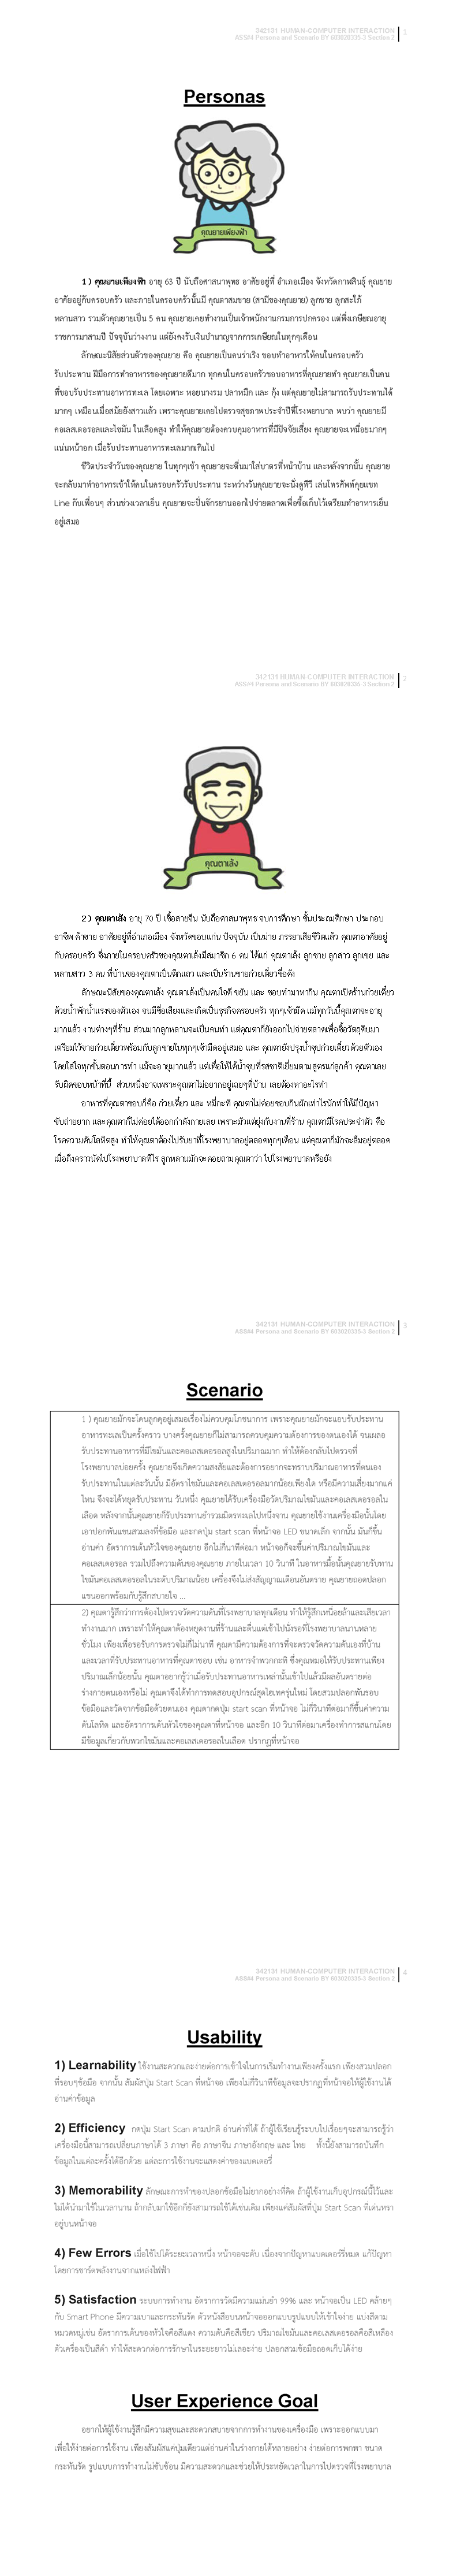 342131 HUMAN-COMPUTER INTERACTION 1
ASS#4 Persona and Scenario BY 603020335-3 Section 2
Personas
คุณยายเพียงฟ้า
1 ) คุณยายเพียงฟ้า อายุ 63 ปี นับถือศาสนาพุทธ อาศัยอยู่ที่ อำเภอเมือง จังหวัดกาฬสินธุ์ คุณยาย
อาศัยอยู่กับครอบครัว และภายในครอบครัวนั้นมี คุณตาสมชาย (สามีของคุณยาย) ลูกชาย ลูกสะใภ้
หลานสาว รวมตัวคุณยายเป็น 5 คน คุณยายเคยทำงานเป็นเจ้าพนักงานกรมการปกครอง แต่พึ่งเกษียณอายุ
ราชการมาสามปี ปัจจุบันว่างงาน แต่ยังคงรับเงินบำนาญจากการเกษียณในทุกๆเดือน
ลักษณะนิสัยส่วนตัวของคุณยาย คือ คุณยายเป็นคนร่าเริง ชอบทำอาหารให้คนในครอบครัว
รับประทาน ฝีมือการทำอาหารของคุณยายดีมาก ทุกคนในครอบครัวชอบอาหารที่คุณยายทำ คุณยายเป็นคน
ที่ชอบรับประทานอาหารทะเล โดยเฉพาะ หอยนางรม ปลาหมึก และ กุ้ง แต่คุณยายไม่สามารถรับประทานได้
มากๆ เหมือนเมื่อสมัยยังสาวแล้ว เพราะคุณยายเคยไปตรวจสุขภาพประจำปีที่โรงพยาบาล พบว่า คุณยายมี
คอเลสเตอรอลและไขมัน ในเลือดสูง ทำให้คุณยายต้องควบคุมอาหารที่มีปัจจัยเสี่ยง คุณยายจะเหนื่อยมากๆ
แน่นหน้าอก เมื่อรับประทานอาหารทะเลมากเกินไป
ชีวิตประจำวันของคุณยาย ในทุกๆเช้า คุณยายจะตื่นมาใส่บาตรที่หน้าบ้าน และหลังจากนั้น คุณยาย
จะกลับมาทำอาหารเช้าให้คนในครอบครัวรับประทาน ระหว่างวันคุณยายจะนั่งดูทีวี เล่นโทรศัพท์คุยแชท
Line กับเพื่อนๆ ส่วนช่วงเวลาเย็น คุณยายจะปั่นจักรยานออกไปจ่ายตลาดเพื่อซื้อเก็บไว้เตรียมทำอาหารเย็น
อยู่เสมอ
342131 HUMAN-COMPUTER INTERACTION 2
ASS#4 Persona and Scenario BY 603020335-3 Section 2
คุณตาเล้ง
2 ) คุณตาเล้ง อายุ 70 ปี เชื้อสายจีน นับถือศาสนาพุทธ จบการศึกษา ชั้นประถมศึกษา ประกอบ
อาชีพ ค้าขาย อาศัยอยู่ที่อำเภอเมือง จังหวัดขอนแก่น ปัจจุบัน เป็นม่าย ภรรยาเสียชีวิตแล้ว คุณตาอาศัยอยู่
กับครอบครัว ซึ่งภายในครอบครัวของคุณตาเล้งมีสมาชิก 6 คน ได้แก่ คุณตาเล้ง ลูกชาย ลูกสาว ลูกเขย และ
หลานสาว 3 คน ที่บ้านของคุณตาเป็นตึกแถว และเป็นร้านขายก๋วยเตี๋ยวชื่อดัง
ลักษณะนิสัยของคุณตาเล้ง คุณตาเล้งเป็นคนใจดี ขยัน และ ชอบทำมาหากิน คุณตาเปิดร้านก๋วยเตี๋ยว
ด้วยน้ำพักน้ำแรงของตัวเอง จนมีชื่อเสียงและเกิดเป็นธุรกิจครอบครัว ทุกๆเช้ามืด แม้ทุกวันนี้คุณตาจะอายุ
มากแล้ว งานต่างๆที่ร้าน ส่วนมากลูกหลานจะเป็นคนทำ แต่คุณตาก็ยังออกไปจ่ายตลาดเพื่อซื้อวัตถุดิบมา
เตรียมไว้ขายก๋วยเตี๋ยวพร้อมกับลูกชายในทุกๆเช้ามืดอยู่เสมอ และ คุณตายังปรุงน้ำซุปก๋วยเตี๋ยวด้วยตัวเอง
โดยใส่ใจทุกขั้นตอนการทำ แม้จะอายุมากแล้ว แต่เพื่อให้ได้น้ำซุปที่รสชาติเยี่ยมตามสูตรแก่ลูกค้า คุณตาเลย
รับผิดชอบหน้าที่นี้ ส่วนหนึ่งอาจเพราะคุณตาไม่อยากอยู่เฉยๆที่บ้าน เลยต้องหาอะไรทำ
อาหารที่คุณตาชอบก็คือ ก๋วยเตี๋ยว และ หมี่กะทิ คุณตาไม่ค่อยชอบกินผักเท่าไรนักทำให้มีปัญหา
ขับถ่ายยาก และคุณตาก็ไม่ค่อยได้ออกกำลังกายเลย เพราะมัวแต่ยุ่งกับงานที่ร้าน คุณตามีโรคประจำตัว คือ
โรคความดันโลหิตสูง ทำให้คุณตาต้องไปรับยาที่โรงพยาบาลอยู่ตลอดทุกๆเดือน แต่คุณตาก็มักจะลืมอยู่ตลอด
เมื่อถึงคราวนัดไปโรงพยาบาลทีไร ลูกหลานมักจะคอยถามคุณตาว่า ไปโรงพยาบาลหรือยัง
342131 HUMAN-COMPUTER INTERACTION 3
ASS#4 Persona and Scenario BY 603020335-3 Section 2
Scenario
1 ) คุณยายมักจะโดนลูกดุอยู่เสมอเรื่องไม่ควบคุมโภชนาการ เพราะคุณยายมักจะแอบรับประทาน
อาหารทะเลเป็นครั้งคราว บางครั้งคุณยายก็ไม่สามารถควบคุมความต้องการของตนเองได้ จนเผลอ
รับประทานอาหารที่มีไขมันและคอเลสเตอรอลสูงในปริมาณมาก ทำให้ต้องกลับไปตรวจที่
โรงพยาบาลบ่อยครั้ง คุณยายจึงเกิดความสงสัยและต้องการอยากจะทราบปริมาณอาหารที่ตนเอง
รับประทานในแต่ละวันนั้น มีอัตราไขมันและคอเลสเตอรอลมากน้อยเพียงใด หรือมีความเสี่ยงมากแค่
ไหน จึงจะได้หยุดรับประทาน วันหนึ่ง คุณยายได้รับเครื่องมือวัดปริมาณไขมันและคอเลสเตอรอลใน
เลือด หลังจากนั้นคุณยายก็รับประทานยำรวมมิตรทะเลไปหนึ่งจาน คุณยายใช้งานเครื่องมือนั้นโดย
เอาปอกพันแขนสวมลงที่ข้อมือ และกดปุ่ม start scan ที่หน้าจอ LED ขนาดเล็ก จากนั้น มันก็ขึ้น
อ่านค่า อัตราการเต้นหัวใจของคุณยาย อีกไม่กี่นาทีต่อมา หน้าจอก็จะขึ้นค่าปริมาณไขมันและ
คอเลสเตอรอล รวมไปถึงความดันของคุณยาย ภายในเวลา 10 วินาที ในอาหารมื้อนั้นคุณยายรับทาน
ไขมันคอเลสเตอรอลในระดับปริมาณน้อย เครื่องจึงไม่ส่งสัญญาณเตือนอันตราย คุณยายถอดปลอก
แขนออกพร้อมกับรู้สึกสบายใจ ...
2) คุณตารู้สึกว่าการต้องไปตรวจวัดความดันที่โรงพยาบาลทุกเดือน ทำให้รู้สึกเหนื่อยล้าและเสียเวลา
ทำงานมาก เพราะทำให้คุณตาต้องหยุดงานที่ร้านและตื่นแต่เช้าไปนั่งรอที่โรงพยาบาลนานหลาย
ชั่วโมง เพียงเพื่อรอรับการตรวจไม่กี่ไม่นาที คุณตามีความต้องการที่จะตรวจวัดความดันเองที่บ้าน
และเวลาที่รับประทานอาหารที่คุณตาชอบ เช่น อาหารจำพวกกะทิ ซึ่งคุณหมอให้รับประทานเพียง
ปริมาณเล็กน้อยนั้น คุณตาอยากรู้ว่าเมื่อรับประทานอาหารเหล่านั้นเข้าไปแล้วมีผลอันตรายต่อ
ร่างกายตนเองหรือไม่ คุณตาจึงได้ทำการทดสอบอุปกรณ์สุดไฮเทครุ่นใหม่ โดยสวมปลอกพันรอบ
ข้อมือและวัดจากข้อมือด้วยตนเอง คุณตากดปุ่ม start scan ที่หน้าจอ ไม่กี่วินาทีต่อมาก็ขึ้นค่าความ
ดันโลหิต และอัตราการเต้นหัวใจของคุณตาที่หน้าจอ และอีก 10 วินาทีต่อมาเครื่องทำการสแกนโดย
มีข้อมูลเกี่ยวกับพวกไขมันและคอเลสเตอรอลในเลือด ปรากฏที่หน้าจอ
342131 HUMAN-COMPUTER INTERACTION 4
ASS#4 Persona and Scenario BY 603020335-3 Section 2
Usability
1) Learnability ใช้งานสะดวกและง่ายต่อการเข้าใจในการเริ่มทำงานเพียงครั้งแรก เพียงสวมปลอก
ที่รอบๆข้อมือ จากนั้น สัมผัสปุ่ม Start Scan ที่หน้าจอ เพียงไม่กี่วินาทีข้อมูลจะปรากฏที่หน้าจอให้ผู้ใช้งานได้
อ่านค่าข้อมูล
2) Efficiency กดปุ่ม Start Scan ตามปกติ อ่านค่าที่ได้ ถ้าผู้ใช้เรียนรู้ระบบไปเรื่อยๆจะสามารถรู้ว่า
เครื่องมือนี้สามารถเปลี่ยนภาษาได้ 3 ภาษา คือ ภาษาจีน ภาษาอังกฤษ และ ไทย ทั้งนี้ยังสามารถบันทึก
ข้อมูลในแต่ละครั้งได้อีกด้วย แต่ละการใช้งานจะแสดงค่าของแบตเตอรี่
3) Memorability ลักษณะการทำของปลอกข้อมือไม่ยากอย่างที่คิด ถ้าผู้ใช้งานเก็บอุปกรณ์นี้ไว้และ
ไม่ได้นำมาใช้ในเวลานาน ถ้ากลับมาใช้อีกก็ยังสามารถใช้ได้เช่นเดิม เพียงแค่สัมผัสที่ปุ่ม Start Scan ที่เด่นหรา
อยู่บนหน้าจอ
4) Few Errors เมื่อใช้ไปได้ระยะเวลาหนึ่ง หน้าจอจะดับ เนื่องจากปัญหาแบตเตอร์รี่หมด แก้ปัญหา
โดยการชาร์ตพลังงานจากแหล่งไฟฟ้า
5) Satisfaction ระบบการทำงาน อัตราการวัดมีความแม่นยำ 99% และ หน้าจอเป็น LED คล้ายๆ
กับ Smart Phone มีความเบาและกระทันรัด ตัวหนังสือบนหน้าจอออกแบบรูปแบบให้เข้าใจง่าย แบ่งสีตาม
หมวดหมู่เช่น อัตราการเต้นของหัวใจคือสีแดง ความดันคือสีเขียว ปริมาณไขมันและคอเลสเตอรอลคือสีเหลือง
ตัวเครื่องเป็นสีดำ ทำให้สะดวกต่อการรักษาในระยะยาวไม่เลอะง่าย ปลอกสวมข้อมือถอดเก็บได้ง่าย
User Experience Goal
อยากให้ผู้ใช้งานรู้สึกมีความสุขและสะดวกสบายจากการทำงานของเครื่องมือ เพราะออกแบบมา
เพื่อให้ง่ายต่อการใช้งาน เพียงสัมผัสแค่ปุ่มเดียวแต่อ่านค่าในร่างกายได้หลายอย่าง ง่ายต่อการพกพา ขนาด
กระทันรัด รูปแบบการทำงานไม่ซับซ้อน มีความสะดวกและช่วยให้ประหยัดเวลาในการไปตรวจที่โรงพยาบาล